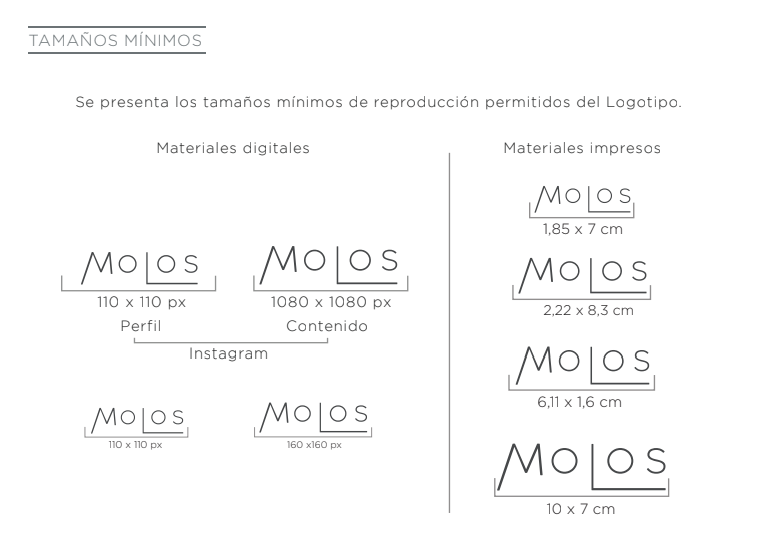 TAMAÑOS MÍNIMOS
Se presenta los tamaños mínimos de reproducción permitidos del Logotipo.
Materiales digitales
MOLOS
110 x 110 px
Perfil
MOLOS
1080 x 1080 px
Contenido
Instagram
MOLOS
110 x 110 px
MOLOS
160 x160 px
Materiales impresos
MOLOS
1,85 x 7 cm
MOLOS
2,22 x 8,3 cm
MOLOS
6,11 x 1,6 cm
MOLOS
10 x 7 cm